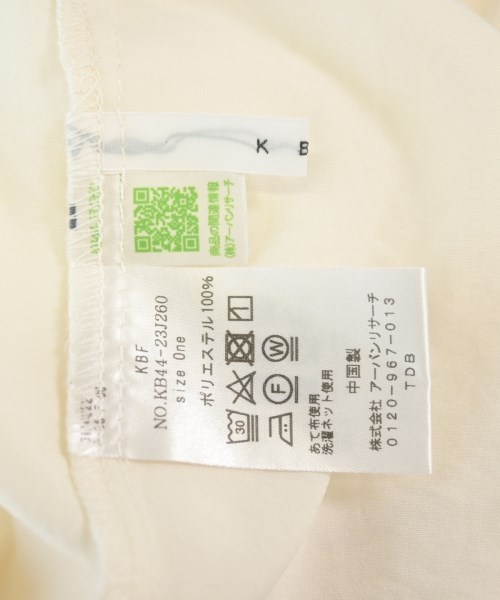 K B
商品の関連情報
(株)アーバンリサーチ
KBF
NO.KB44-23J260
size One
ポリエステル100%
30
F W
あて布使用
洗濯ネット使用
中国製
株式会社 アーバンリサーチ
0120-967-013
TDB